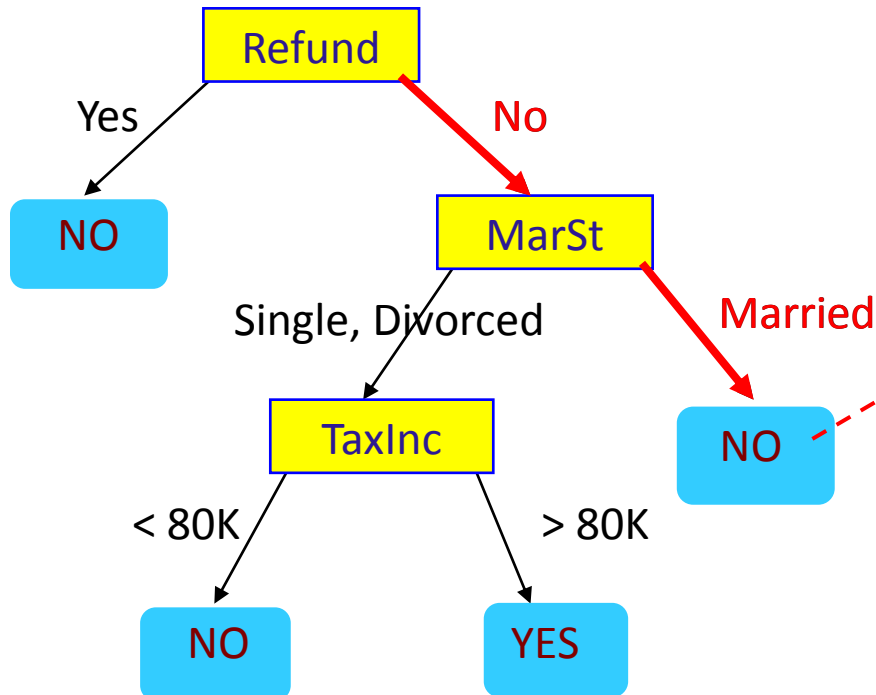 Refund
Yes
No
NO
MarSt
Single, Divorced
Married
TaxInc
NO
< 80K
> 80K
NO
YES